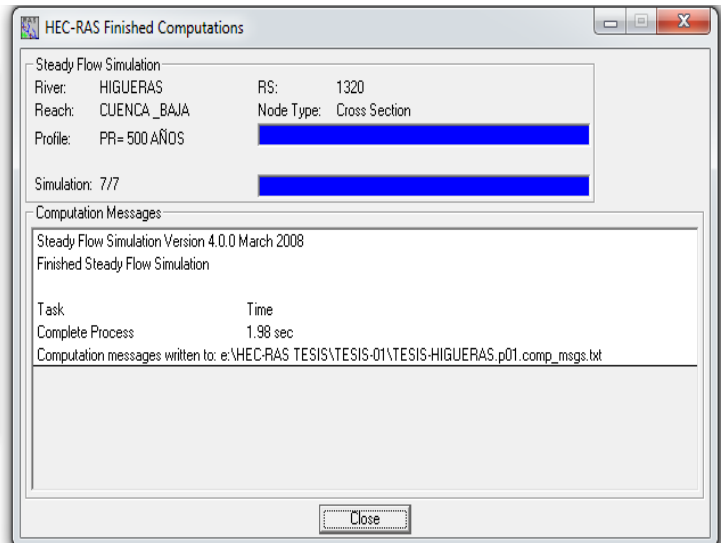 HEC-RAS Finished Computations
Steady Flow Simulation
River: HIGUERAS RS: 1320
Reach: CUENCA _BAJA Node Type: Cross Section
Profile: PR= 500 AÑOS
Simulation: 7/7
Computation Messages
Steady Flow Simulation Version 4.0.0 March 2008
Finished Steady Flow Simulation
Task Time
Complete Process 1.98 sec
Computation messages written to: e:\HEC-RAS TESIS\TESIS-01\TESIS-HIGUERAS.p01.comp_msgs.txt
Close